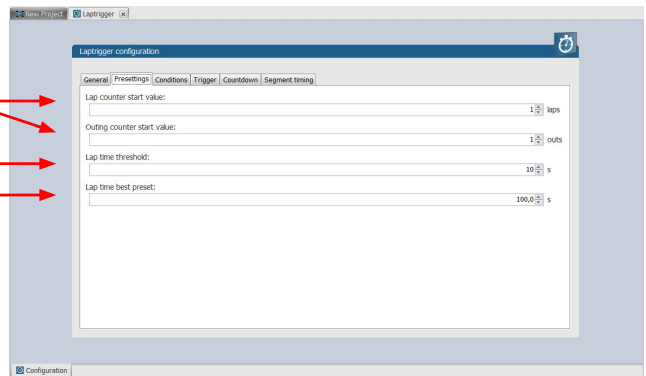 New Project Laptrigger
Laptrigger configuration
General Presettings Conditions Trigger Countdown Segment timing
Lap counter start value:
1 laps
Outing counter start value:
1 outs
Lap time threshold:
10 s
Lap time best preset:
100,0 s
Configuration